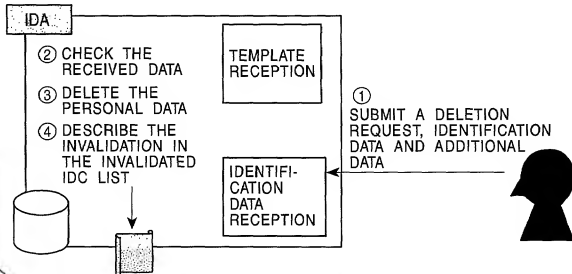 IDA
② CHECK THE
RECEIVED DATA
③ DELETE THE
PERSONAL DATA
④ DESCRIBE THE
INVALIDATION IN
THE INVALIDATED
IDC LIST
TEMPLATE
RECEPTION
IDENTIFI-
CATION
DATA
RECEPTION
①
SUBMIT A DELETION
REQUEST, IDENTIFICATION
DATA AND ADDITIONAL
DATA